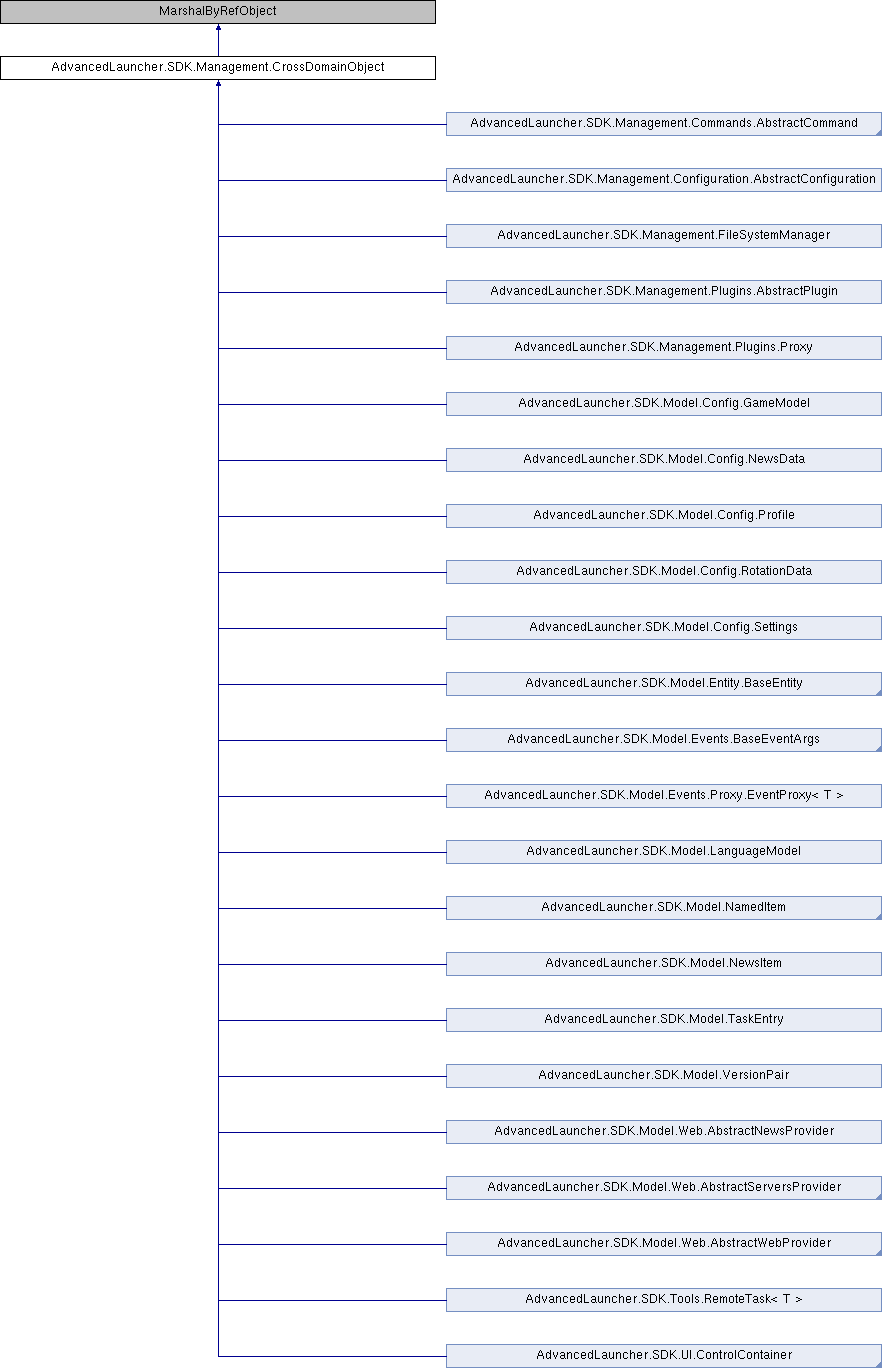 MarshalByRefObject
AdvancedLauncher.SDK.Management.CrossDomainObject
AdvancedLauncher.SDK.Management.Commands.AbstractCommand
AdvancedLauncher.SDK.Management.Configuration.AbstractConfiguration
AdvancedLauncher.SDK.Management.FileSystemManager
AdvancedLauncher.SDK.Management.Plugins.AbstractPlugin
AdvancedLauncher.SDK.Management.Plugins.Proxy
AdvancedLauncher.SDK.Model.Config.GameModel
AdvancedLauncher.SDK.Model.Config.NewsData
AdvancedLauncher.SDK.Model.Config.Profile
AdvancedLauncher.SDK.Model.Config.RotationData
AdvancedLauncher.SDK.Model.Config.Settings
AdvancedLauncher.SDK.Model.Entity.BaseEntity
AdvancedLauncher.SDK.Model.Events.BaseEventArgs
AdvancedLauncher.SDK.Model.Events.Proxy.EventProxy< T >
AdvancedLauncher.SDK.Model.LanguageModel
AdvancedLauncher.SDK.Model.NamedItem
AdvancedLauncher.SDK.Model.NewsItem
AdvancedLauncher.SDK.Model.TaskEntry
AdvancedLauncher.SDK.Model.VersionPair
AdvancedLauncher.SDK.Model.Web.AbstractNewsProvider
AdvancedLauncher.SDK.Model.Web.AbstractServersProvider
AdvancedLauncher.SDK.Model.Web.AbstractWebProvider
AdvancedLauncher.SDK.Tools.RemoteTask< T >
AdvancedLauncher.SDK.UI.ControlContainer